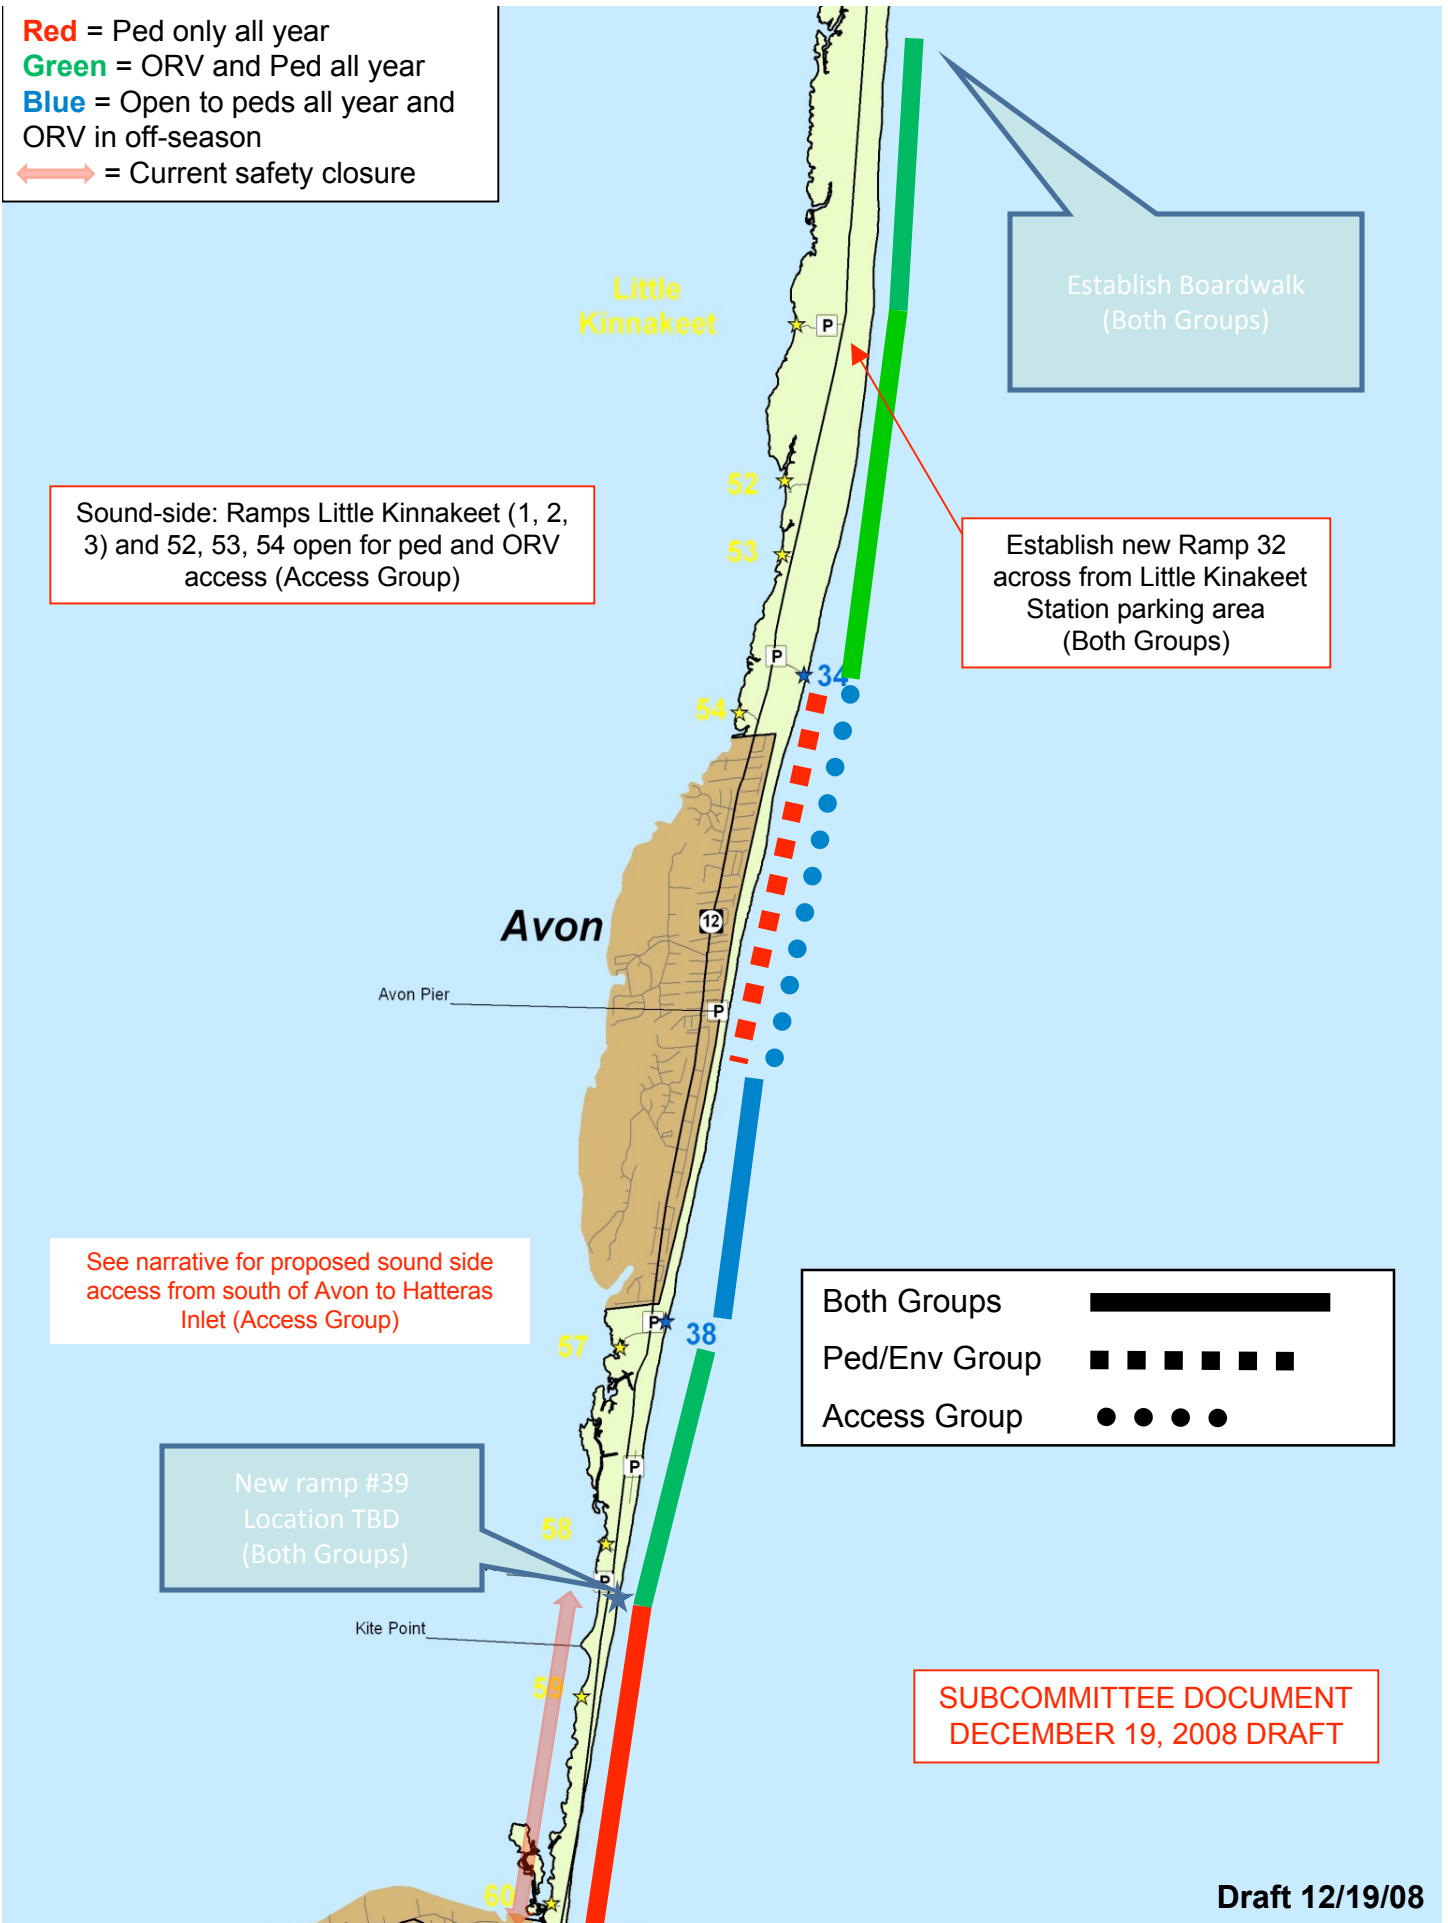 Red = Ped only all year
Green = ORV and Ped all year
Blue = Open to peds all year and
ORV in off-season
= Current safety closure
Establish Boardwalk
(Both Groups)
Little
Kinnakeet
P
52
Sound-side: Ramps Little Kinnakeet (1, 2,
3) and 52, 53, 54 open for ped and ORV
access (Access Group)
53
Establish new Ramp 32
across from Little Kinakeet
Station parking area
(Both Groups)
P
34
54
Avon
12
Avon Pier
P
See narrative for proposed sound side
access from south of Avon to Hatteras
Inlet (Access Group)
P
38
57
Both Groups
Ped/Env Group
Access Group
P
New ramp #39
Location TBD
(Both Groups)
58
P
Kite Point
59
SUBCOMMITTEE DOCUMENT
DECEMBER 19, 2008 DRAFT
60
Draft 12/19/08